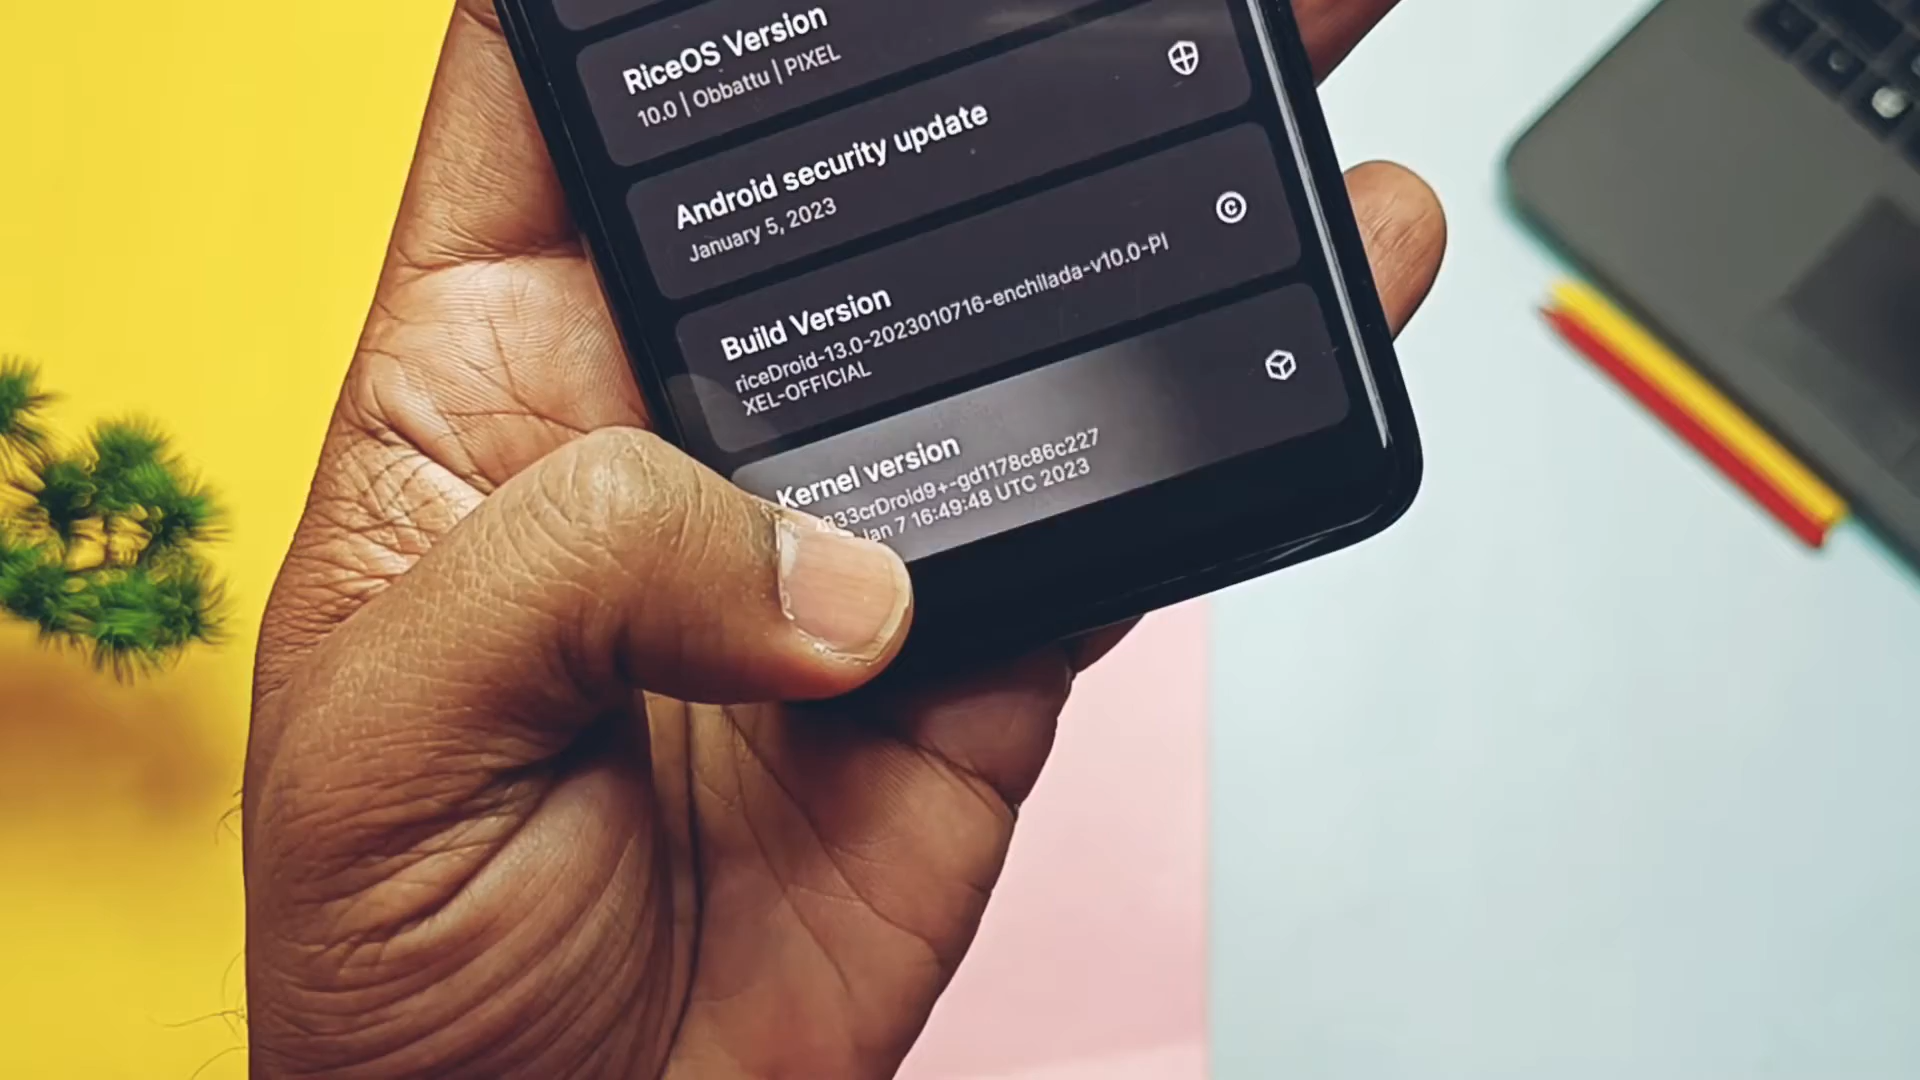 RiceOS Version
10.0 | Obbattu | PIXEL
Android security update
January 5, 2023
Build Version
riceDroid-13.0-2023010716-enchilada-v10.0-PI
XEL-OFFICIAL
Kernel version
33crDroid9+-gd1178c86c227
Jan 7 16:49:48 UTC 2023